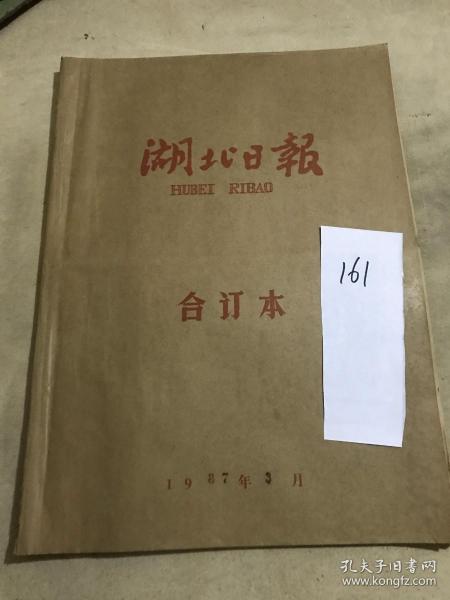 湖北日報
HUBEI RIBAO
161
合订本
1987年3月
孔夫子旧书网
www.kongfz.com